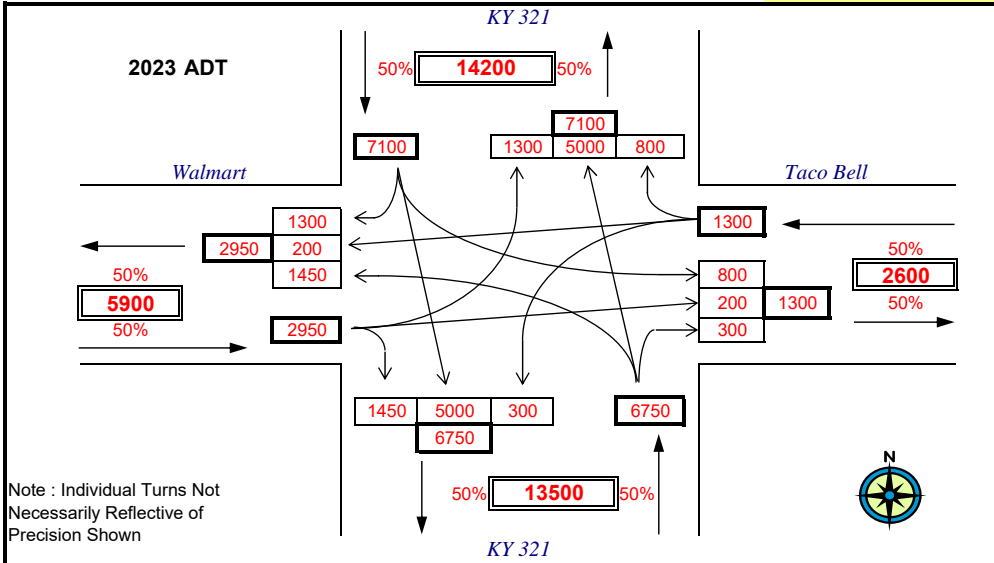 KY 321
2023 ADT
50% 14200 50%
7100
7100
1300 5000 800
Walmart
Taco Bell
1300
2950 200
1450
1300
50%
5900
50%
50%
2600
50%
800
200 1300
300
2950
1450 5000 300
6750
6750
50% 13500 50%
N
Note : Individual Turns Not
Necessarily Reflective of
Precision Shown
KY 321